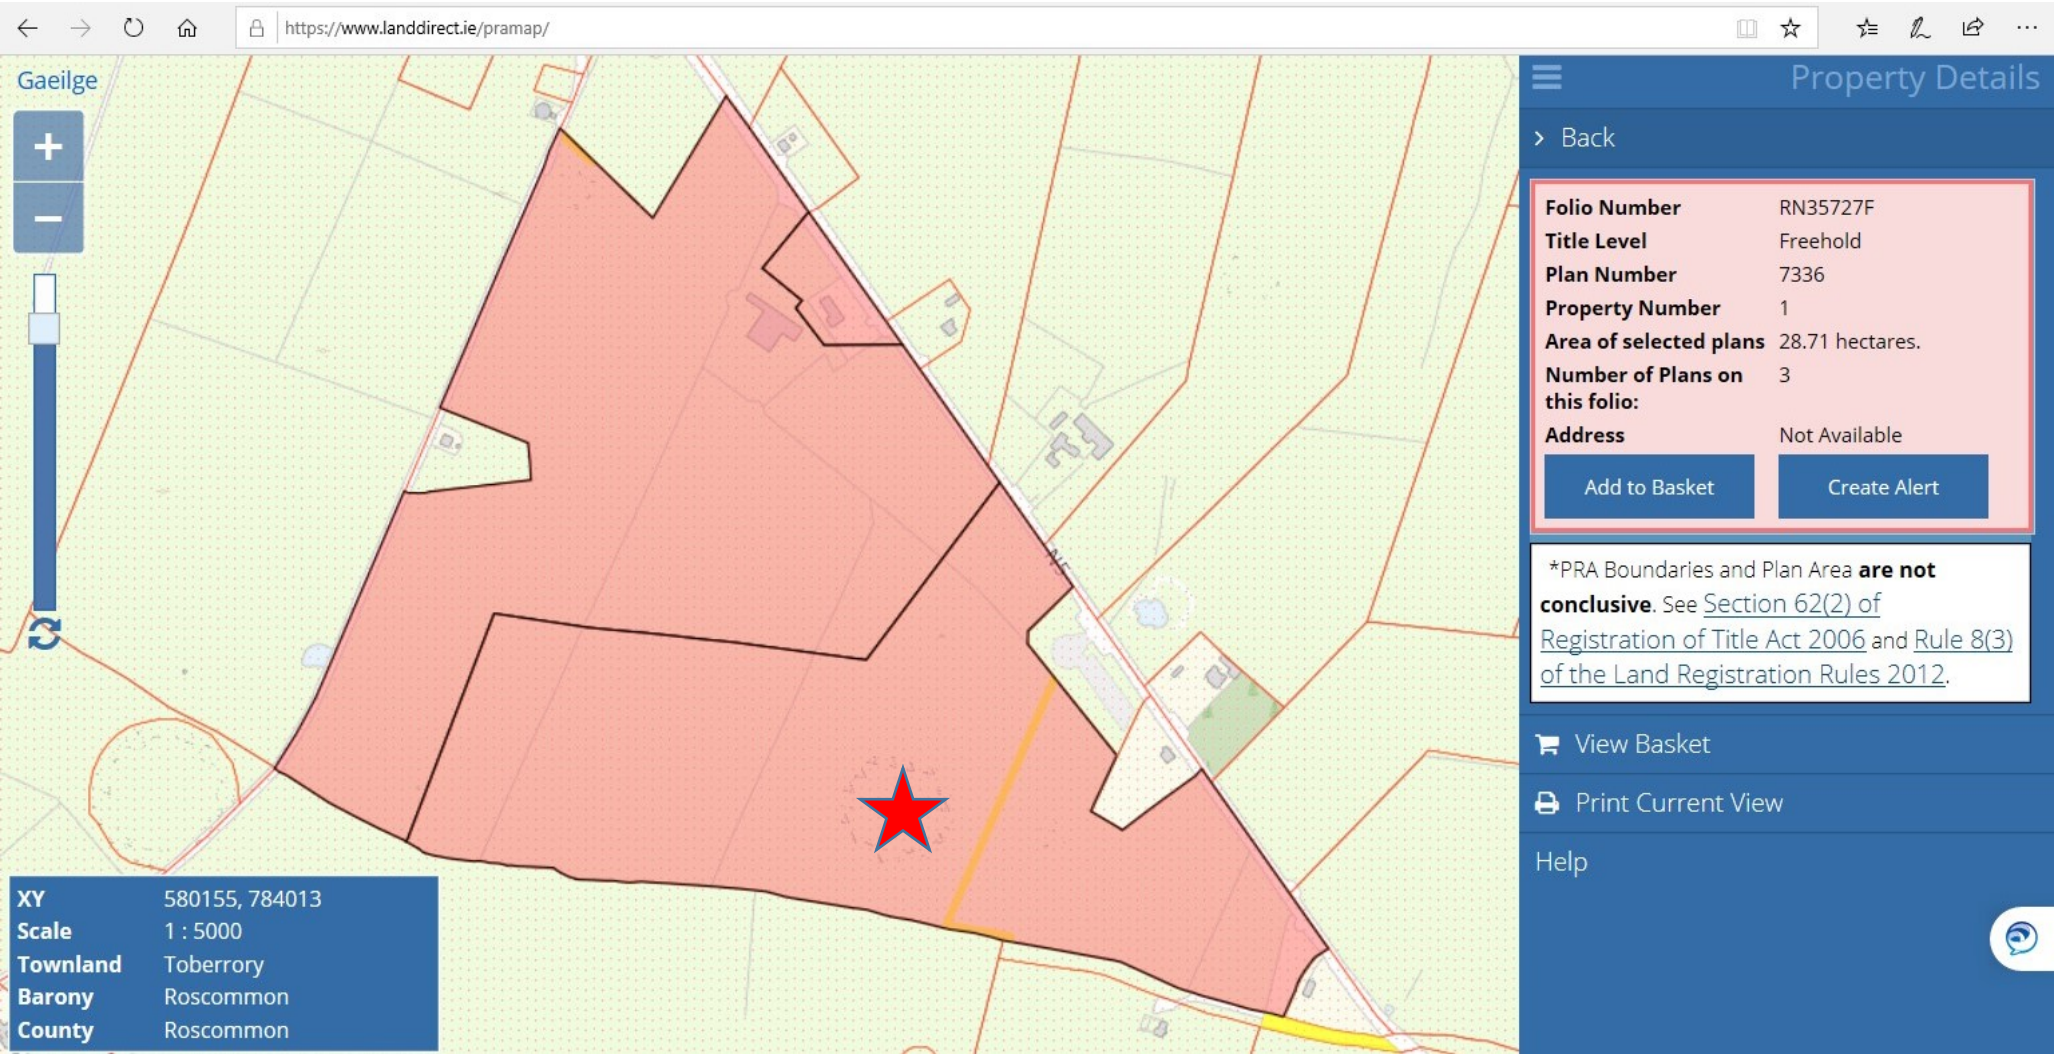 https://www.landdirect.ie/pramap/
Gaeilge
+
−
N5
XY 580155, 784013
Scale 1 : 5000
Townland Toberrory
Barony Roscommon
County Roscommon
Property Details
> Back
Folio Number RN35727F
Title Level Freehold
Plan Number 7336
Property Number 1
Area of selected plans 28.71 hectares.
Number of Plans on 3
this folio:
Address Not Available
Add to Basket Create Alert
*PRA Boundaries and Plan Area are not
conclusive. See Section 62(2) of
Registration of Title Act 2006 and Rule 8(3)
of the Land Registration Rules 2012.
View Basket
Print Current View
Help